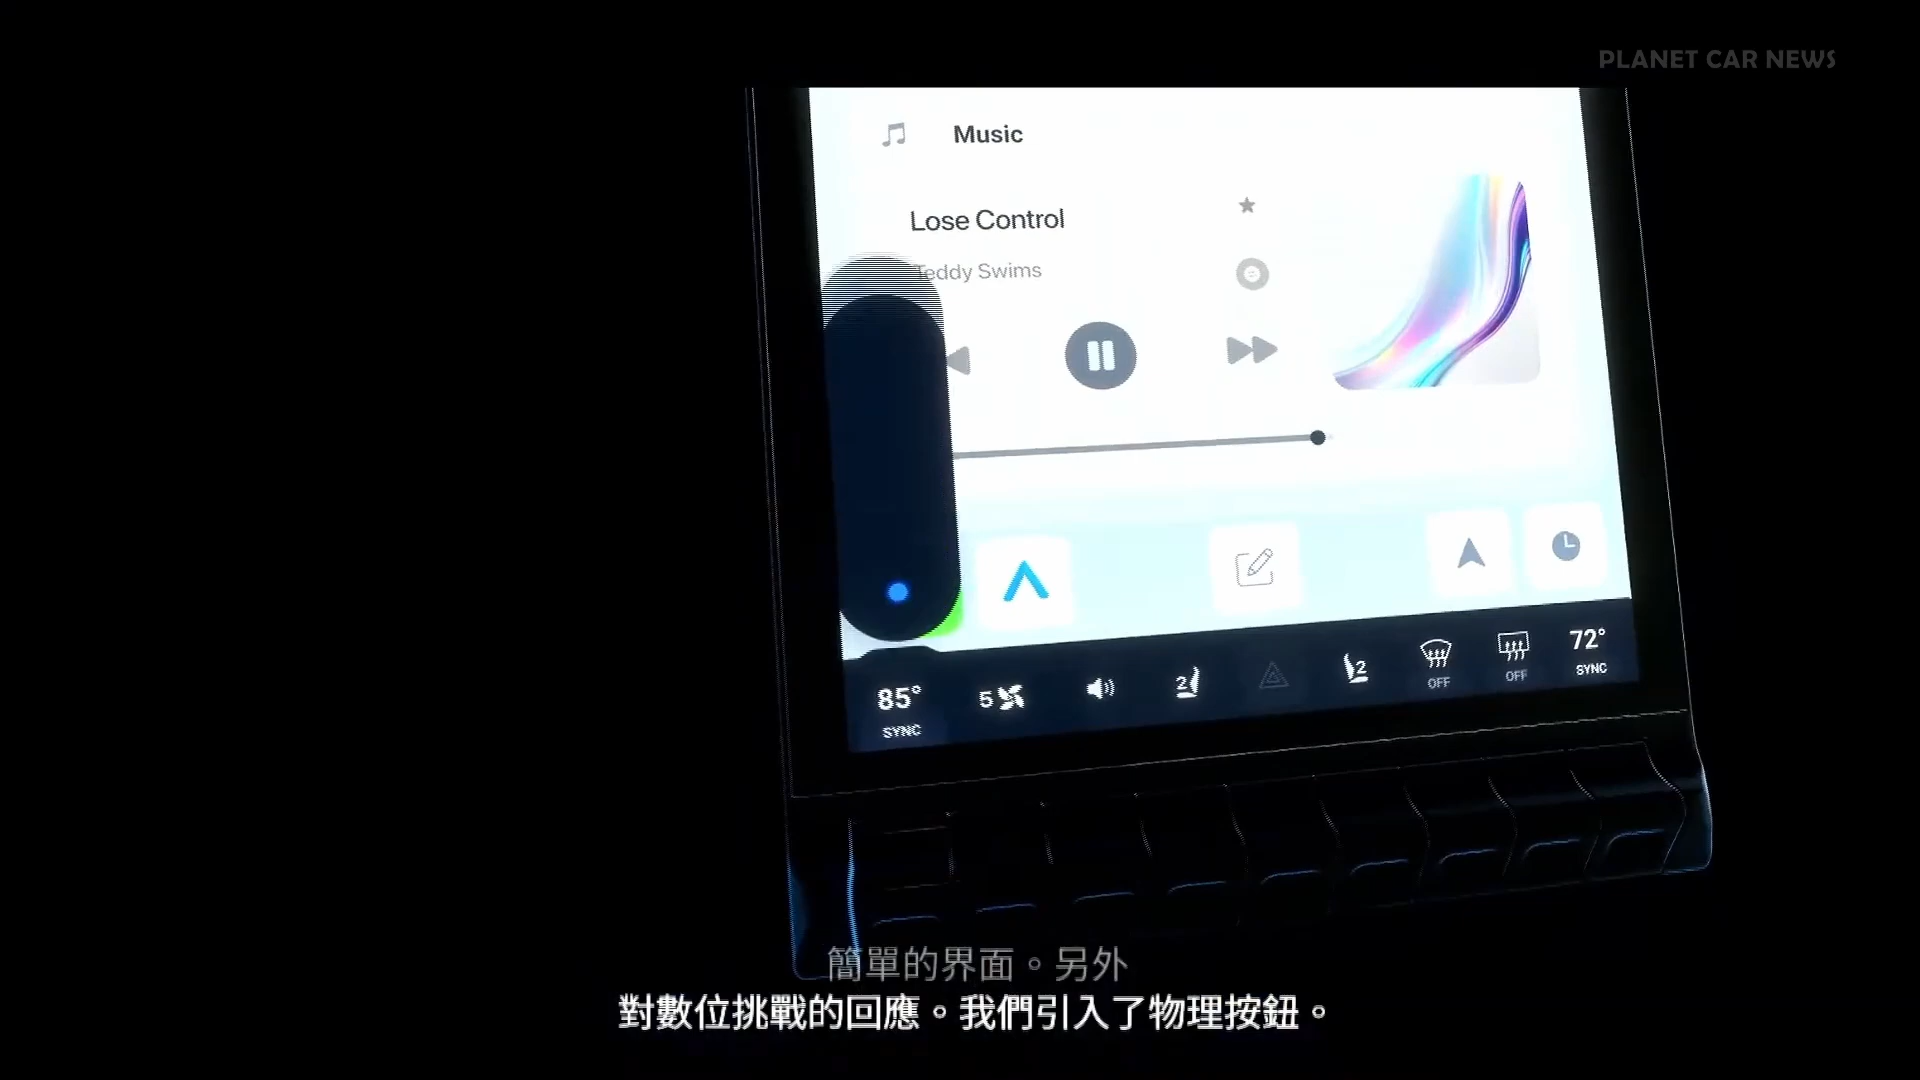 PLANET CAR NEWS
Music
Lose Control
Teddy Swims
85°
SYNC
5
2
2
OFF
OFF
72°
SYNC
簡單的界面。另外
對數位挑戰的回應。我們引入了物理按鈕。